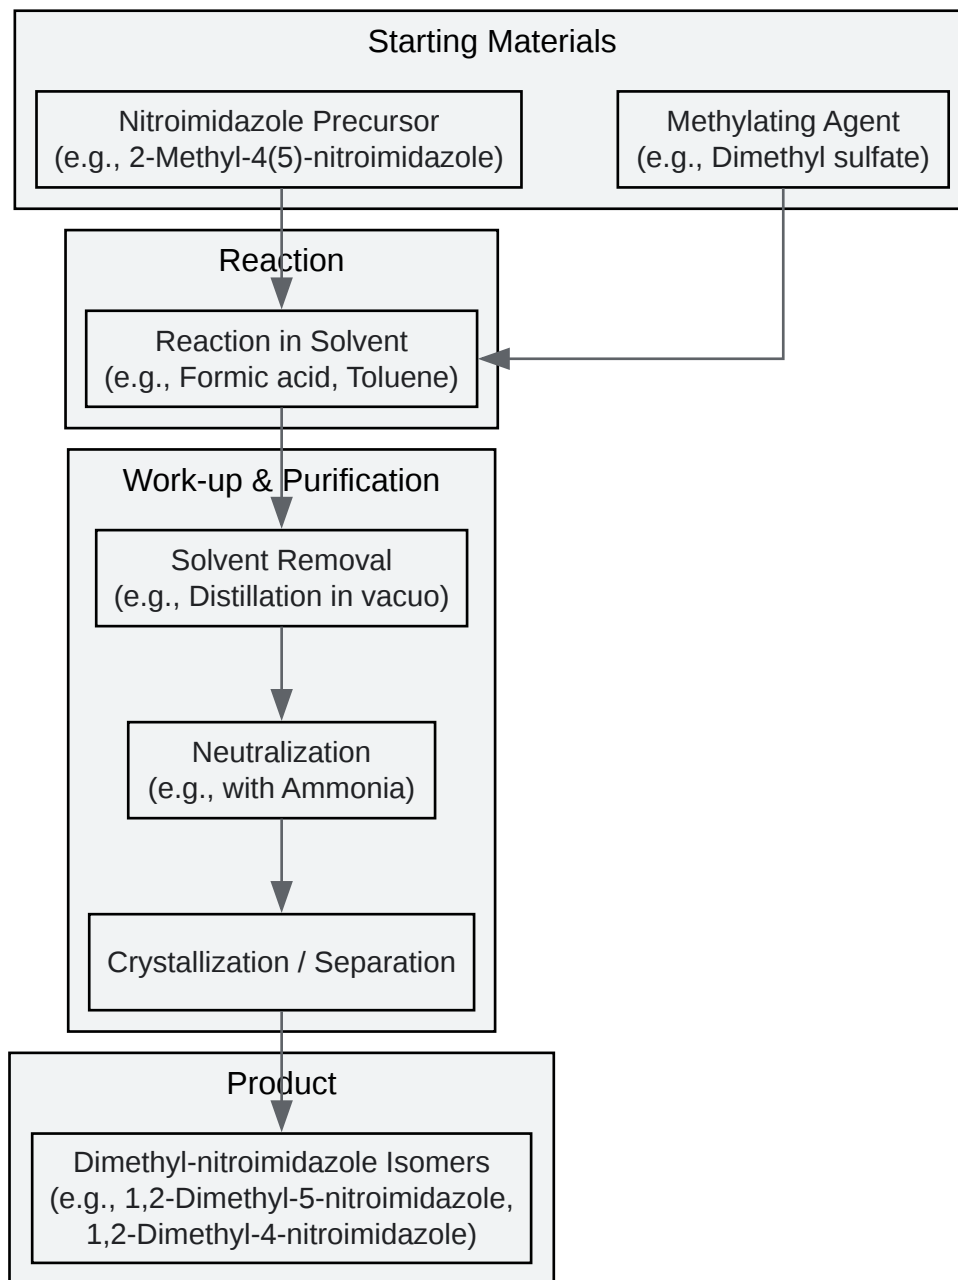 Starting Materials
Nitroimidazole Precursor
(e.g., 2-Methyl-4(5)-nitroimidazole)
Methylating Agent
(e.g., Dimethyl sulfate)
Reaction
Reaction in Solvent
(e.g., Formic acid, Toluene)
Work-up & Purification
Solvent Removal
(e.g., Distillation in vacuo)
Neutralization
(e.g., with Ammonia)
Crystallization / Separation
Product
Dimethyl-nitroimidazole Isomers
(e.g., 1,2-Dimethyl-5-nitroimidazole,
1,2-Dimethyl-4-nitroimidazole)